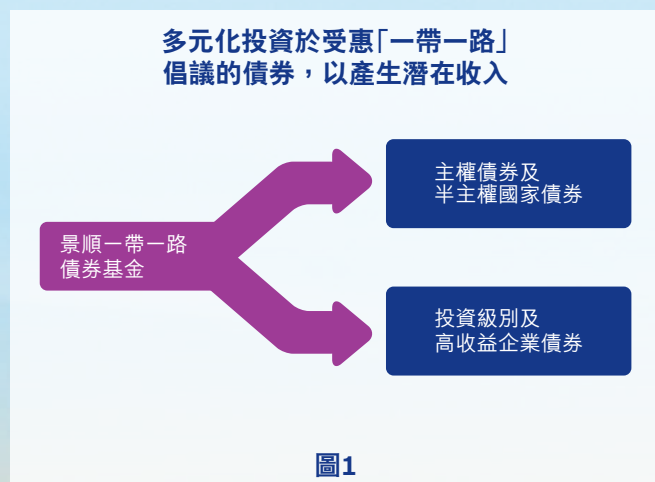 多元化投資於受惠「一帶一路」
倡議的債券，以產生潛在收入
景順一帶一路
債券基金
主權債券及
半主權國家債券
投資級別及
高收益企業債券
圖1